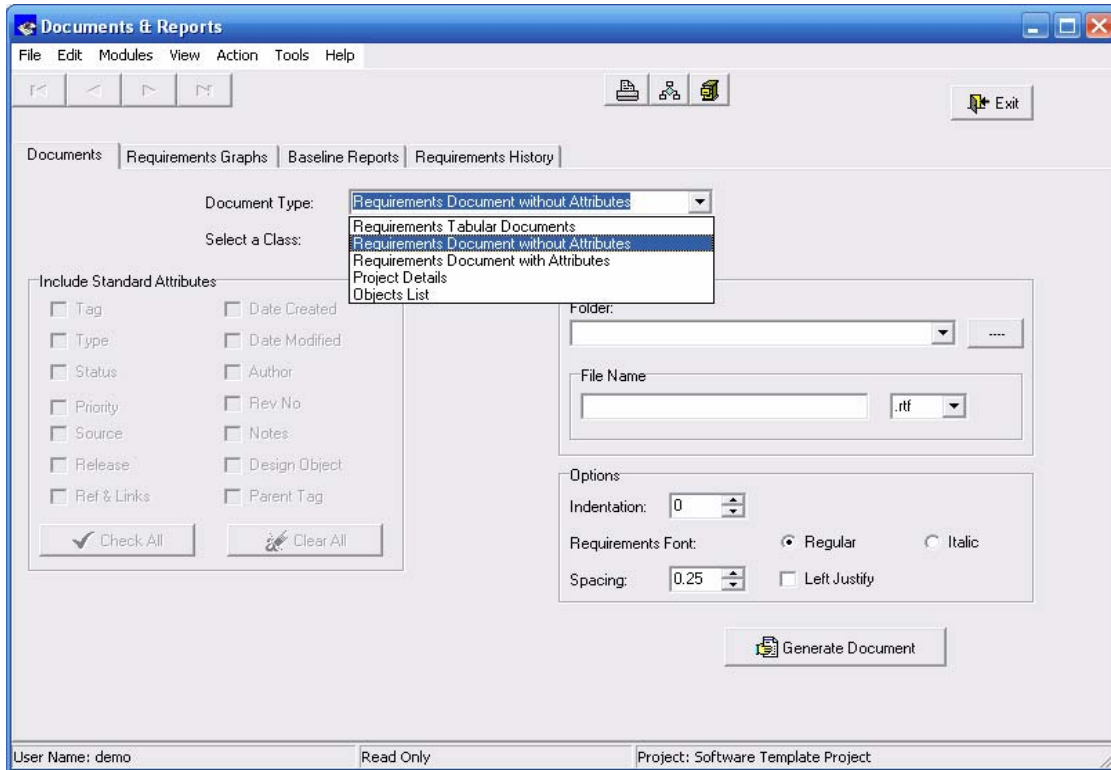 Documents & Reports
File Edit Modules View Action Tools Help
Exit
Documents Requirements Graphs Baseline Reports Requirements History
Document Type: Requirements Document without Attributes
Select a Class:
Requirements Tabular Documents
Requirements Document without Attributes
Requirements Document with Attributes
Project Details
Objects List
Include Standard Attributes
Tag Date Created
Type Date Modified
Status Author
Priority Rev No
Source Notes
Release Design Object
Ref & Links Parent Tag
Check All Clear All
Folder:
----
File Name
.rtf
Options
Indentation: 0
Requirements Font: Regular Italic
Spacing: 0.25 Left Justify
Generate Document
User Name: demo Read Only Project: Software Template Project